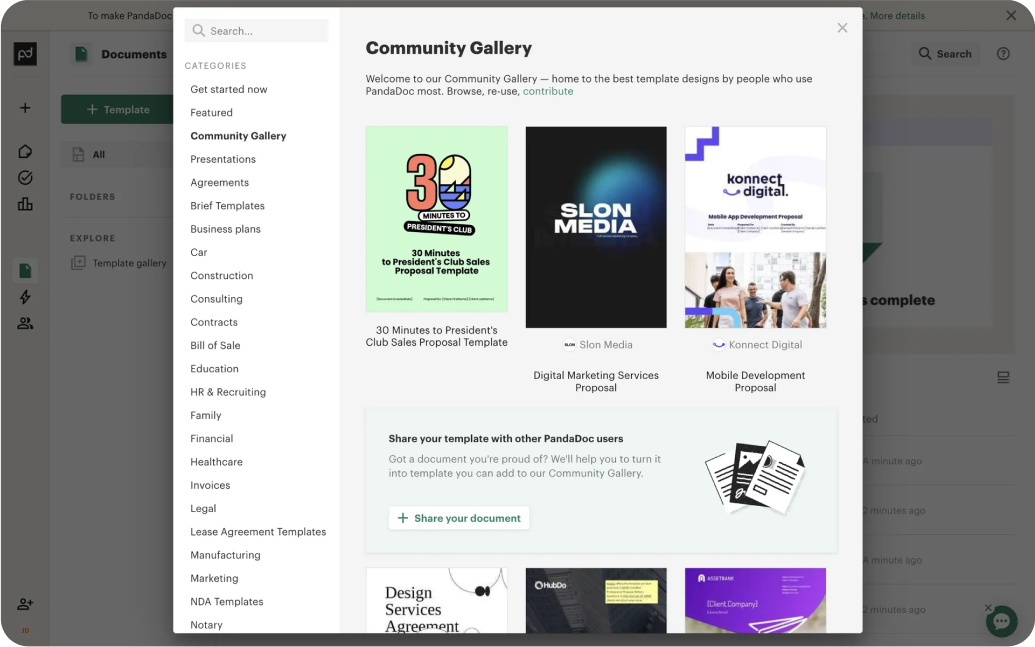 To make PandaDoc
e. More details
pd
Documents
Search
+ Template
All
FOLDERS
EXPLORE
Template gallery
s complete
ted
A minute ago
2 minutes ago
A minute ago
2 minutes ago
Search...
CATEGORIES
Get started now
Featured
Community Gallery
Presentations
Agreements
Brief Templates
Business plans
Car
Construction
Consulting
Contracts
Bill of Sale
Education
HR & Recruiting
Family
Financial
Healthcare
Invoices
Legal
Lease Agreement Templates
Manufacturing
Marketing
NDA Templates
Notary
Community Gallery
Welcome to our Community Gallery — home to the best template designs by people who use
PandaDoc most. Browse, re-use, contribute
30
MINUTES TO
PRESIDENT'S CLUB
30 Minutes
to President's Club Sales
Proposal Template
30 Minutes to President's
Club Sales Proposal Template
SLON
MEDIA
SLON
Slon Media
Digital Marketing Services
Proposal
konnect
digital.
Mobile App Development Proposal
Konnect Digital
Mobile Development
Proposal
Share your template with other PandaDoc users
Got a document you're proud of? We'll help you to turn it
into template you can add to our Community Gallery.
+ Share your document
Design
Services
Agreement
HubDo
ASSETBANK
[Client.Company]